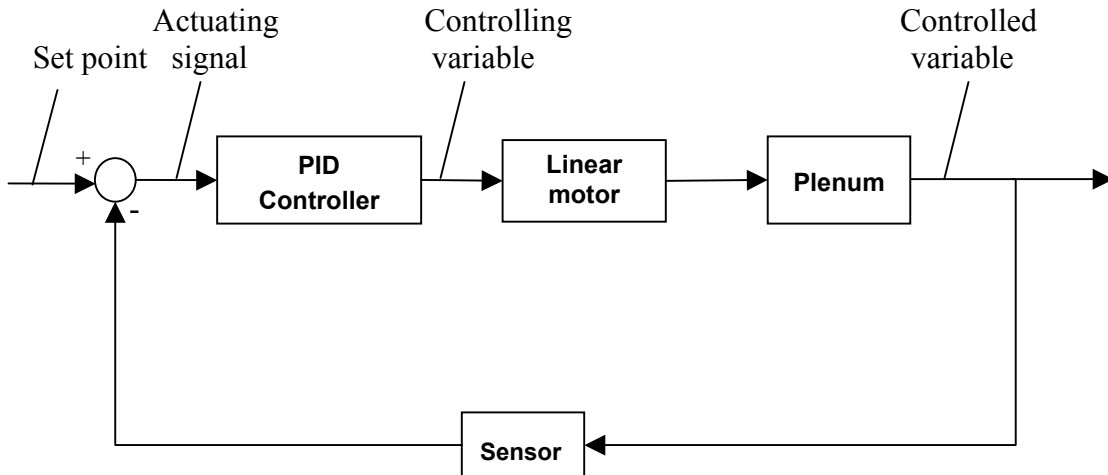 Set point
Actuating
signal
Controlling
variable
Controlled
variable
+
-
PID
Controller
Linear
motor
Plenum
Sensor